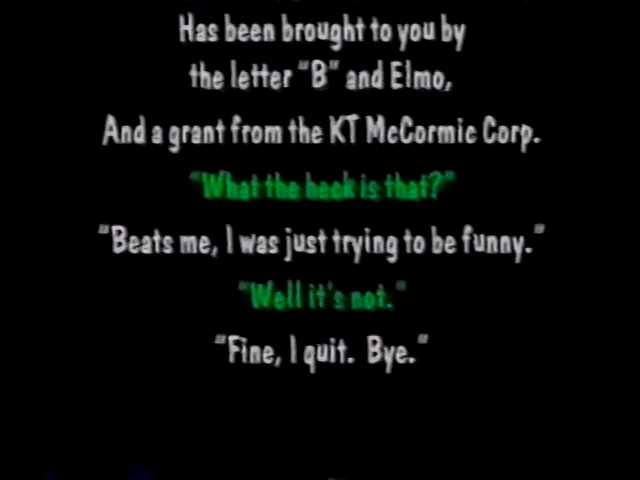 Has been brought to you by
the letter "B" and Elmo,
And a grant from the KT McCormic Corp.
"What the heck is that?"
"Beats me, I was just trying to be funny."
"Well it's not."
"Fine, I quit. Bye."